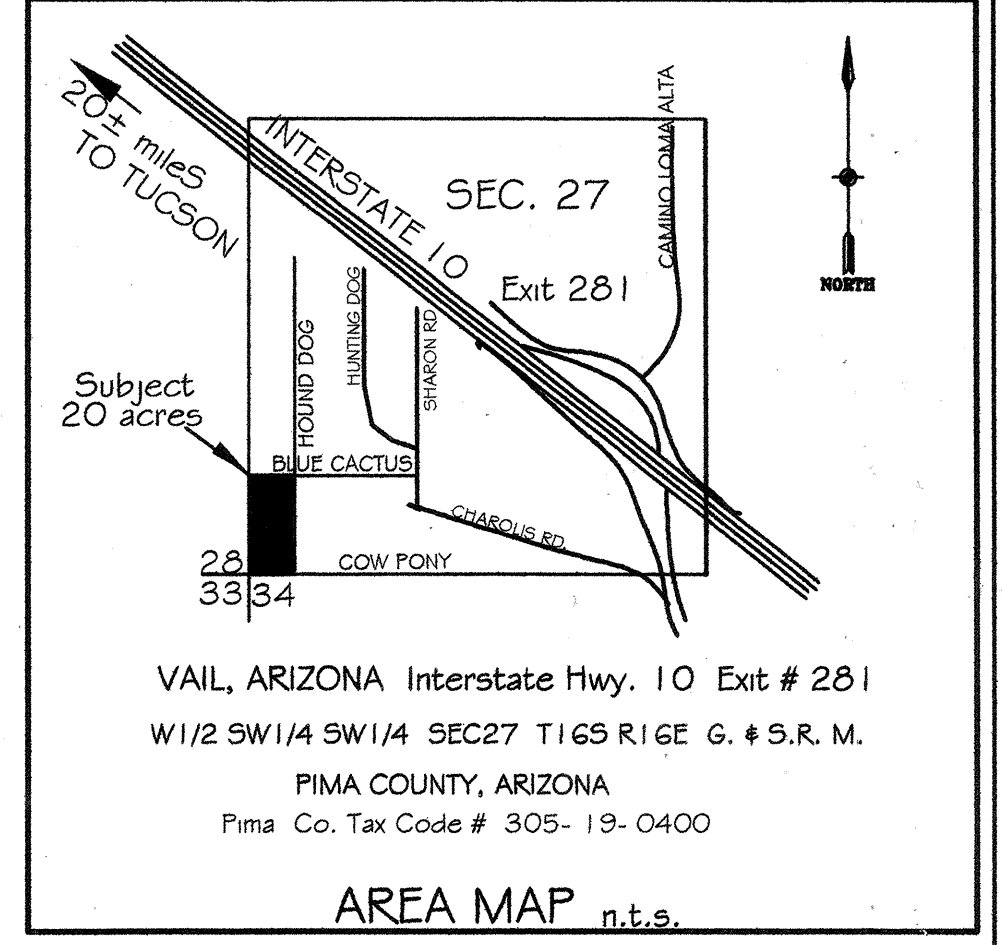 20± miles
TO TUCSON
INTERSTATE 10
SEC. 27
CAMINO LOMA ALTA
NORTH
Exit 281
HOUND DOG
HUNTING DOG
SHARON RD
Subject
20 acres
BLUE CACTUS
CHAROLIS RD.
COW PONY
28
33 34
VAIL, ARIZONA Interstate Hwy. 10 Exit # 281
W1/2 SW1/4 SW1/4 SEC27 T16S R16E G. & S.R. M.
PIMA COUNTY, ARIZONA
Pima Co. Tax Code # 305- 19- 0400
AREA MAP n.t.s.